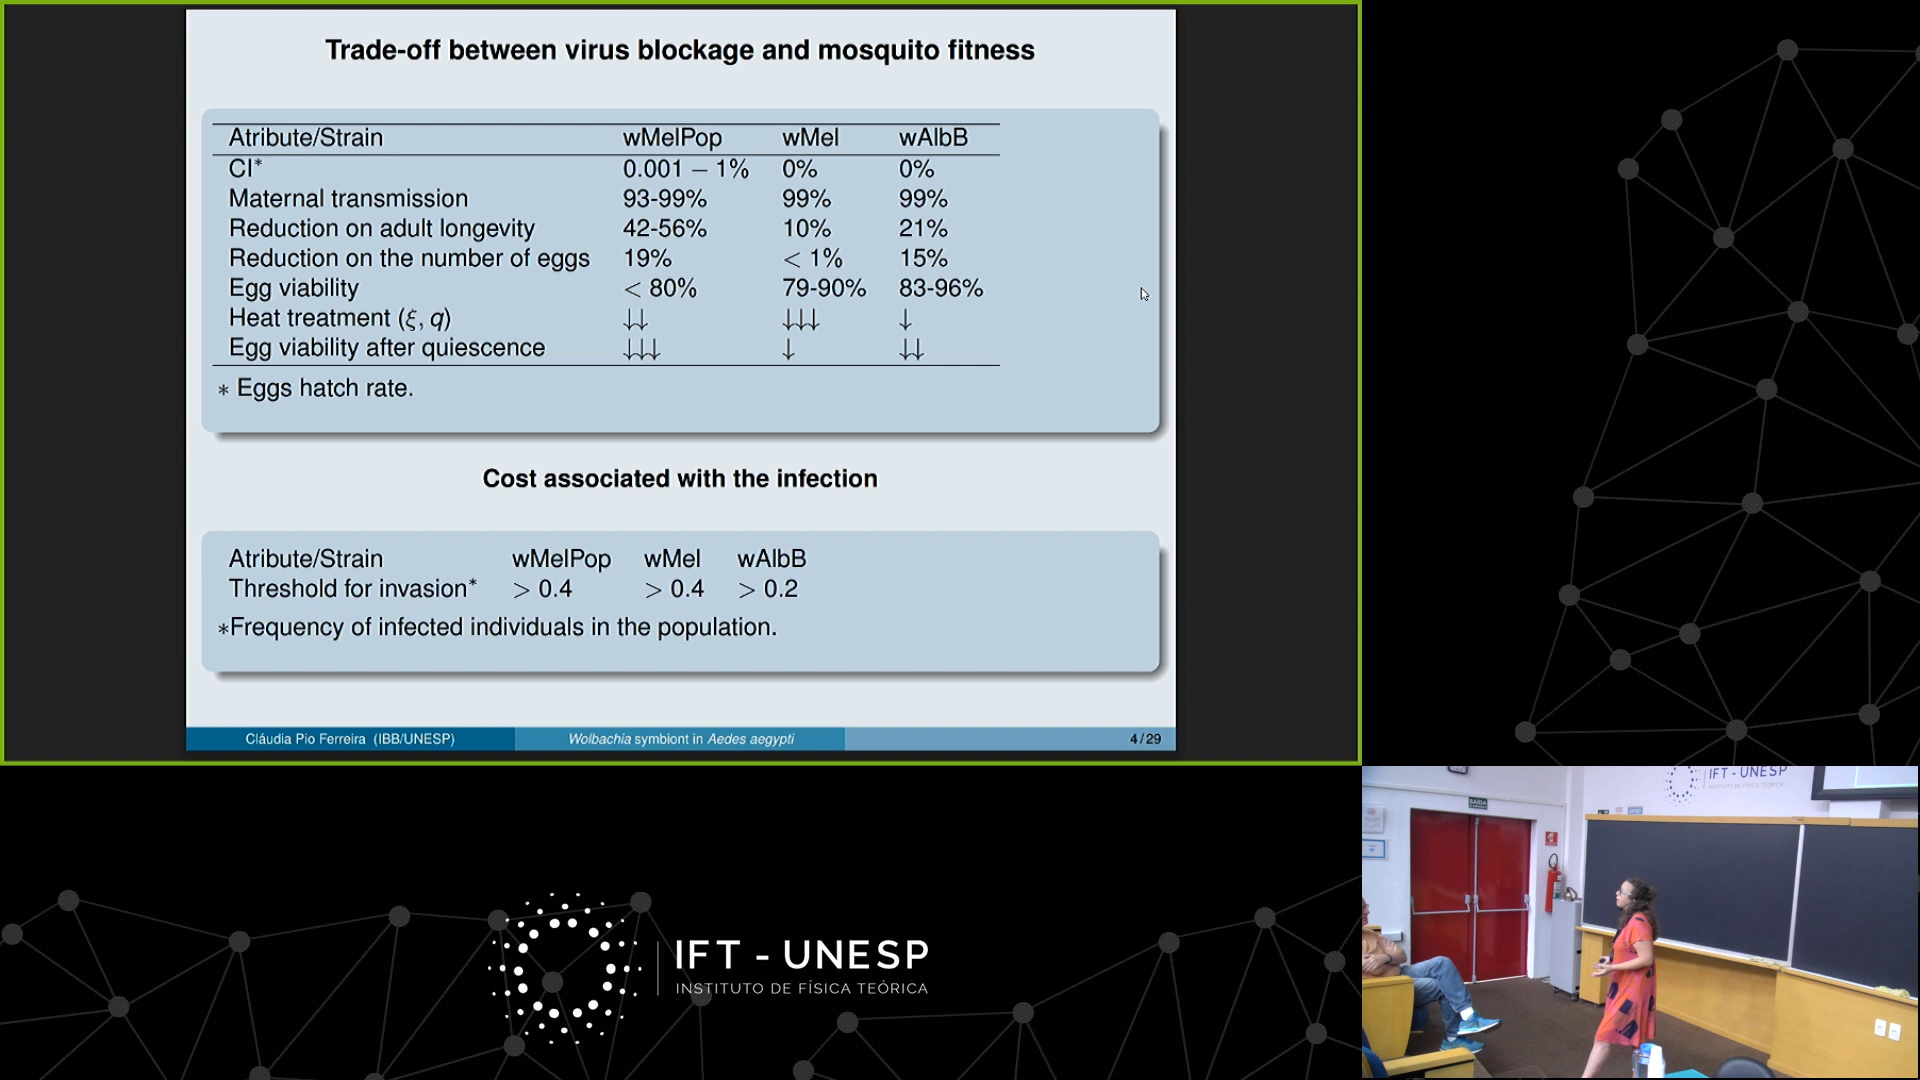 Trade-off between virus blockage and mosquito fitness
Atribute/Strain wMelPop wMel wAlbB
CI* 0.001 − 1% 0% 0%
Maternal transmission 93-99% 99% 99%
Reduction on adult longevity 42-56% 10% 21%
Reduction on the number of eggs 19% < 1% 15%
Egg viability < 80% 79-90% 83-96%
Heat treatment (ξ, q) ↓↓ ↓↓↓ ↓
Egg viability after quiescence ↓↓↓ ↓ ↓↓
* Eggs hatch rate.
Cost associated with the infection
Atribute/Strain wMelPop wMel wAlbB
Threshold for invasion* > 0.4 > 0.4 > 0.2
*Frequency of infected individuals in the population.
Cláudia Pio Ferreira (IBB/UNESP) Wolbachia symbiont in Aedes aegypti 4 / 29
IFT - UNESP
INSTITUTO DE FÍSICA TEÓRICA
SAÍDA
IFT - UNESP
INSTITUTO DE FÍSICA TEÓRICA